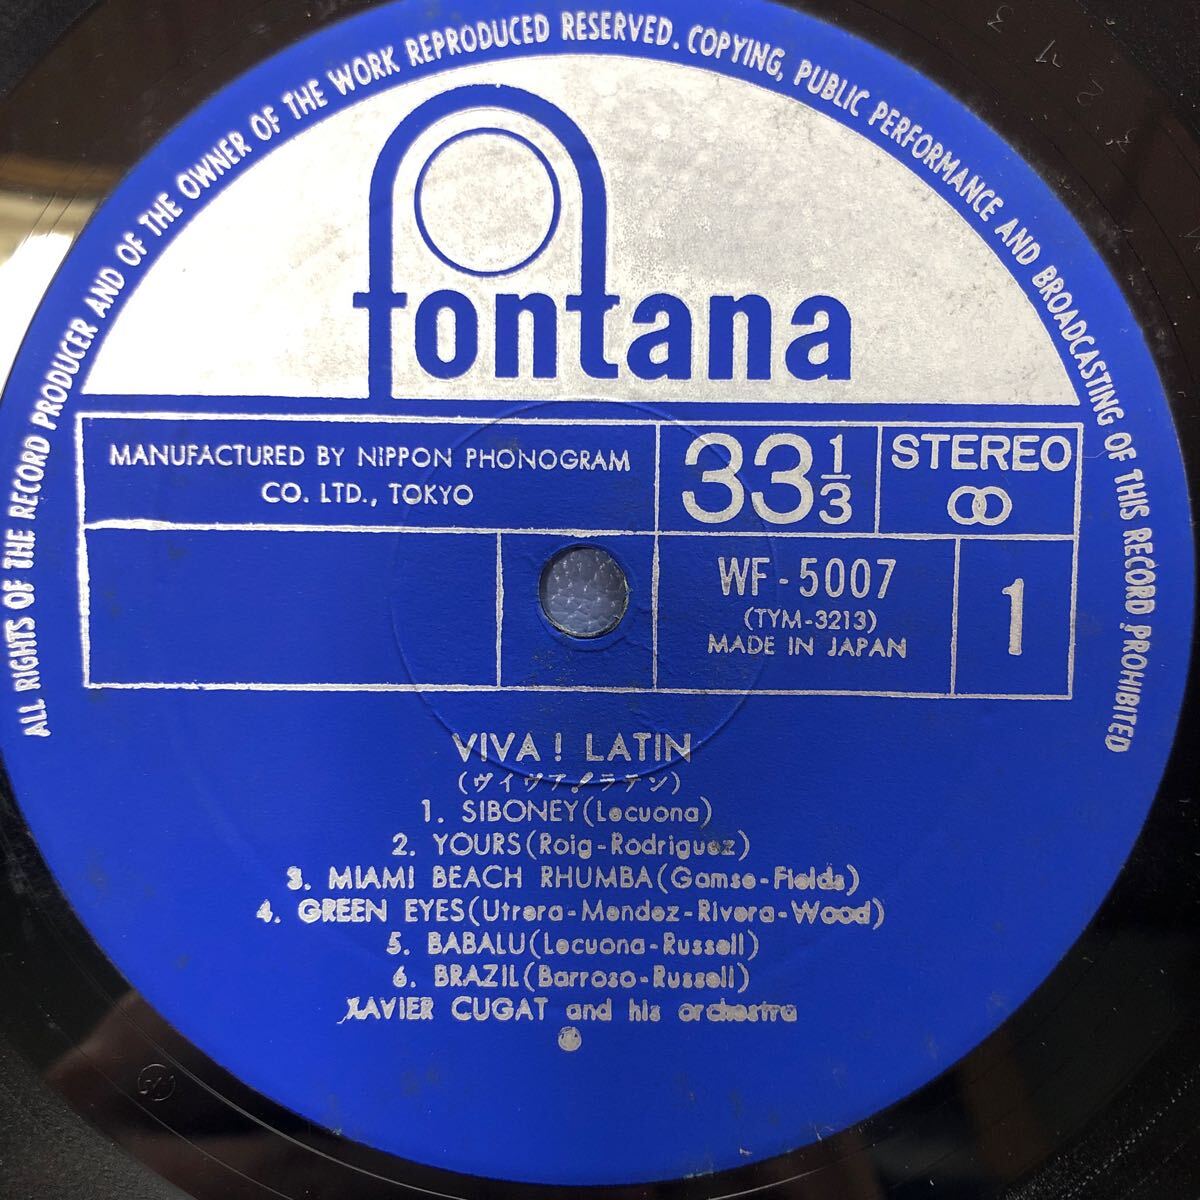 ALL RIGHTS OF THE RECORD PRODUCER AND OF THE OWNER OF THE WORK REPRODUCED RESERVED. COPYING, PUBLIC PERFORMANCE AND BROADCASTING OF THIS RECORD PROHIBITED
fontana
MANUFACTURED BY NIPPON PHONOGRAM
CO. LTD., TOKYO
33 1/3
STEREO
WF-5007
(TYM-3213)
MADE IN JAPAN
1
VIVA! LATIN
(ヴィヴァ!ラテン)
1. SIBONEY (Lecuona)
2. YOURS (Roig-Rodriguez)
3. MIAMI BEACH RHUMBA (Gamse-Fields)
4. GREEN EYES (Utrera-Mendez-Rivera-Wood)
5. BABALU (Lecuona-Russell)
6. BRAZIL (Barroso-Russell)
XAVIER CUGAT and his orchestra